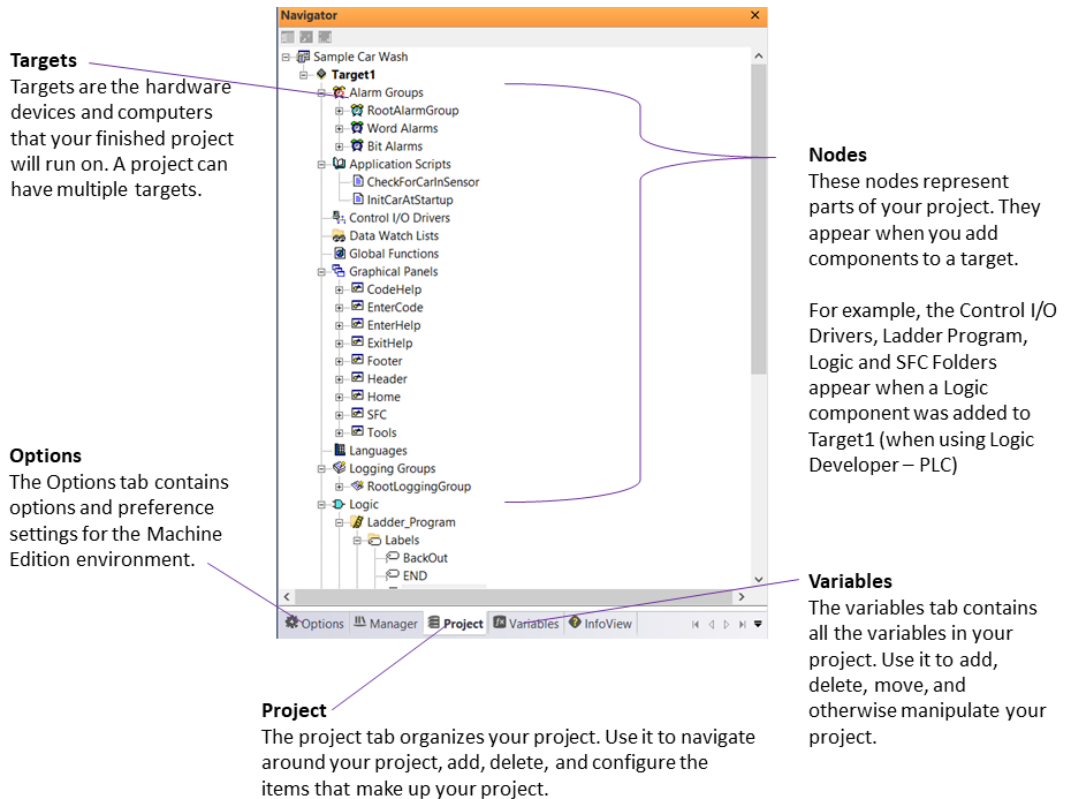 Navigator
Sample Car Wash
Target1
Alarm Groups
RootAlarmGroup
Word Alarms
Bit Alarms
Application Scripts
CheckForCarInSensor
InitCarAtStartup
Control I/O Drivers
Data Watch Lists
Global Functions
Graphical Panels
CodeHelp
EnterCode
EnterHelp
ExitHelp
Footer
Header
Home
SFC
Tools
Languages
Logging Groups
RootLoggingGroup
Logic
Ladder_Program
Labels
BackOut
END
Options Manager Project Variables InfoView
Targets
Targets are the hardware
devices and computers
that your finished project
will run on. A project can
have multiple targets.
Options
The Options tab contains
options and preference
settings for the Machine
Edition environment.
Nodes
These nodes represent
parts of your project. They
appear when you add
components to a target.
For example, the Control I/O
Drivers, Ladder Program,
Logic and SFC Folders
appear when a Logic
component was added to
Target1 (when using Logic
Developer – PLC)
Variables
The variables tab contains
all the variables in your
project. Use it to add,
delete, move, and
otherwise manipulate your
project.
Project
The project tab organizes your project. Use it to navigate
around your project, add, delete, and configure the
items that make up your project.